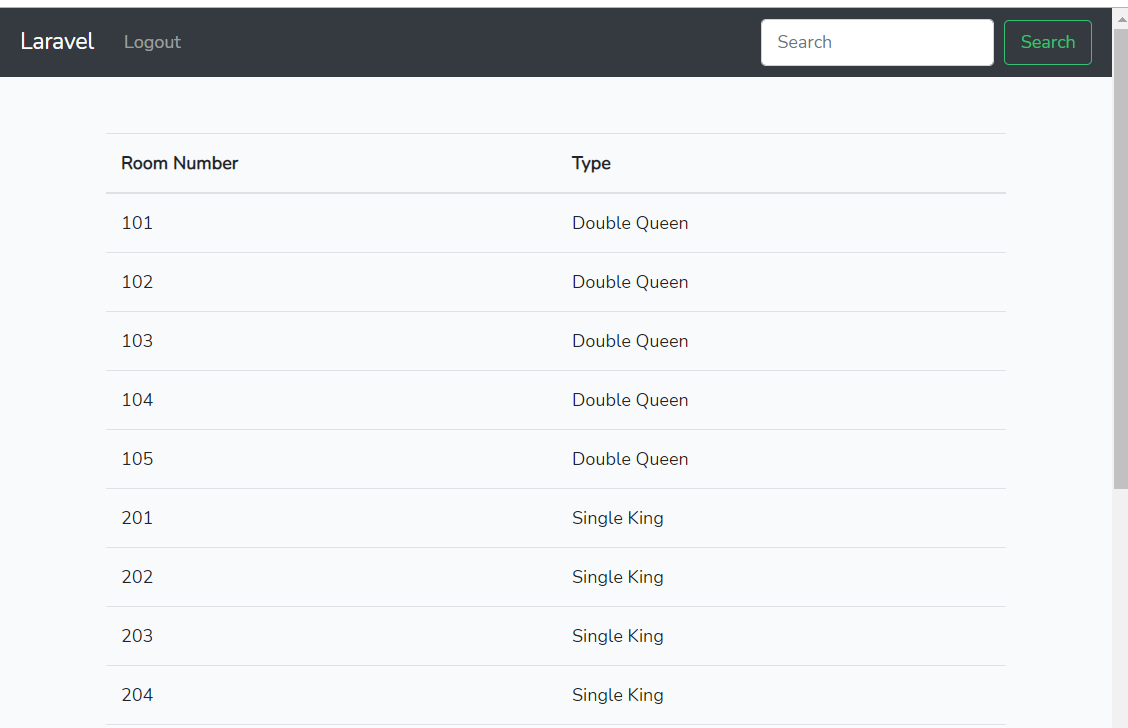 Laravel Logout Search Search
Room Number Type
101 Double Queen
102 Double Queen
103 Double Queen
104 Double Queen
105 Double Queen
201 Single King
202 Single King
203 Single King
204 Single King